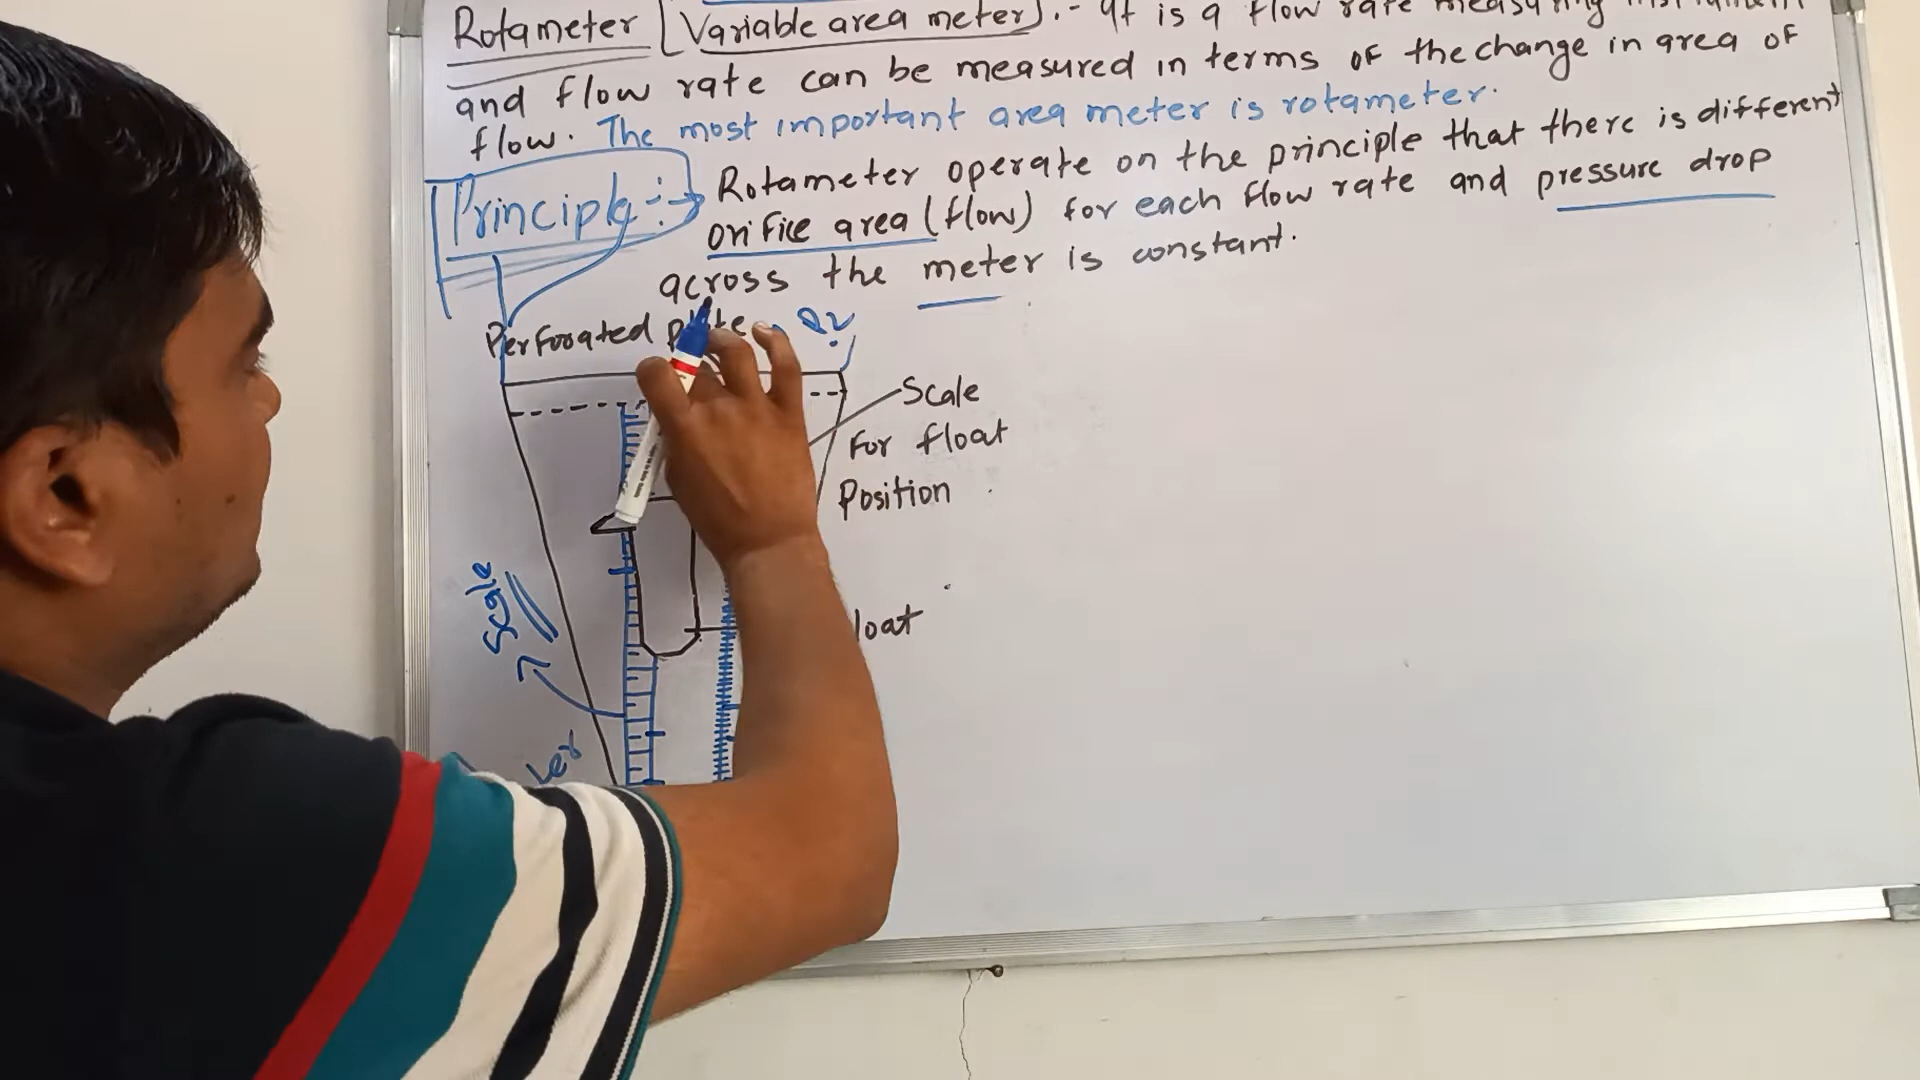 Rotameter [Variable area meter] :- It is a flow rate measuring instrument
and flow rate can be measured in terms of the change in area of
flow. The most important area meter is rotameter.
Principle :→ Rotameter operate on the principle that there is different
orifice area (flow) for each flow rate and pressure drop
across the meter is constant.
Perforated plate
Scale
For float
Position
Scale
loat